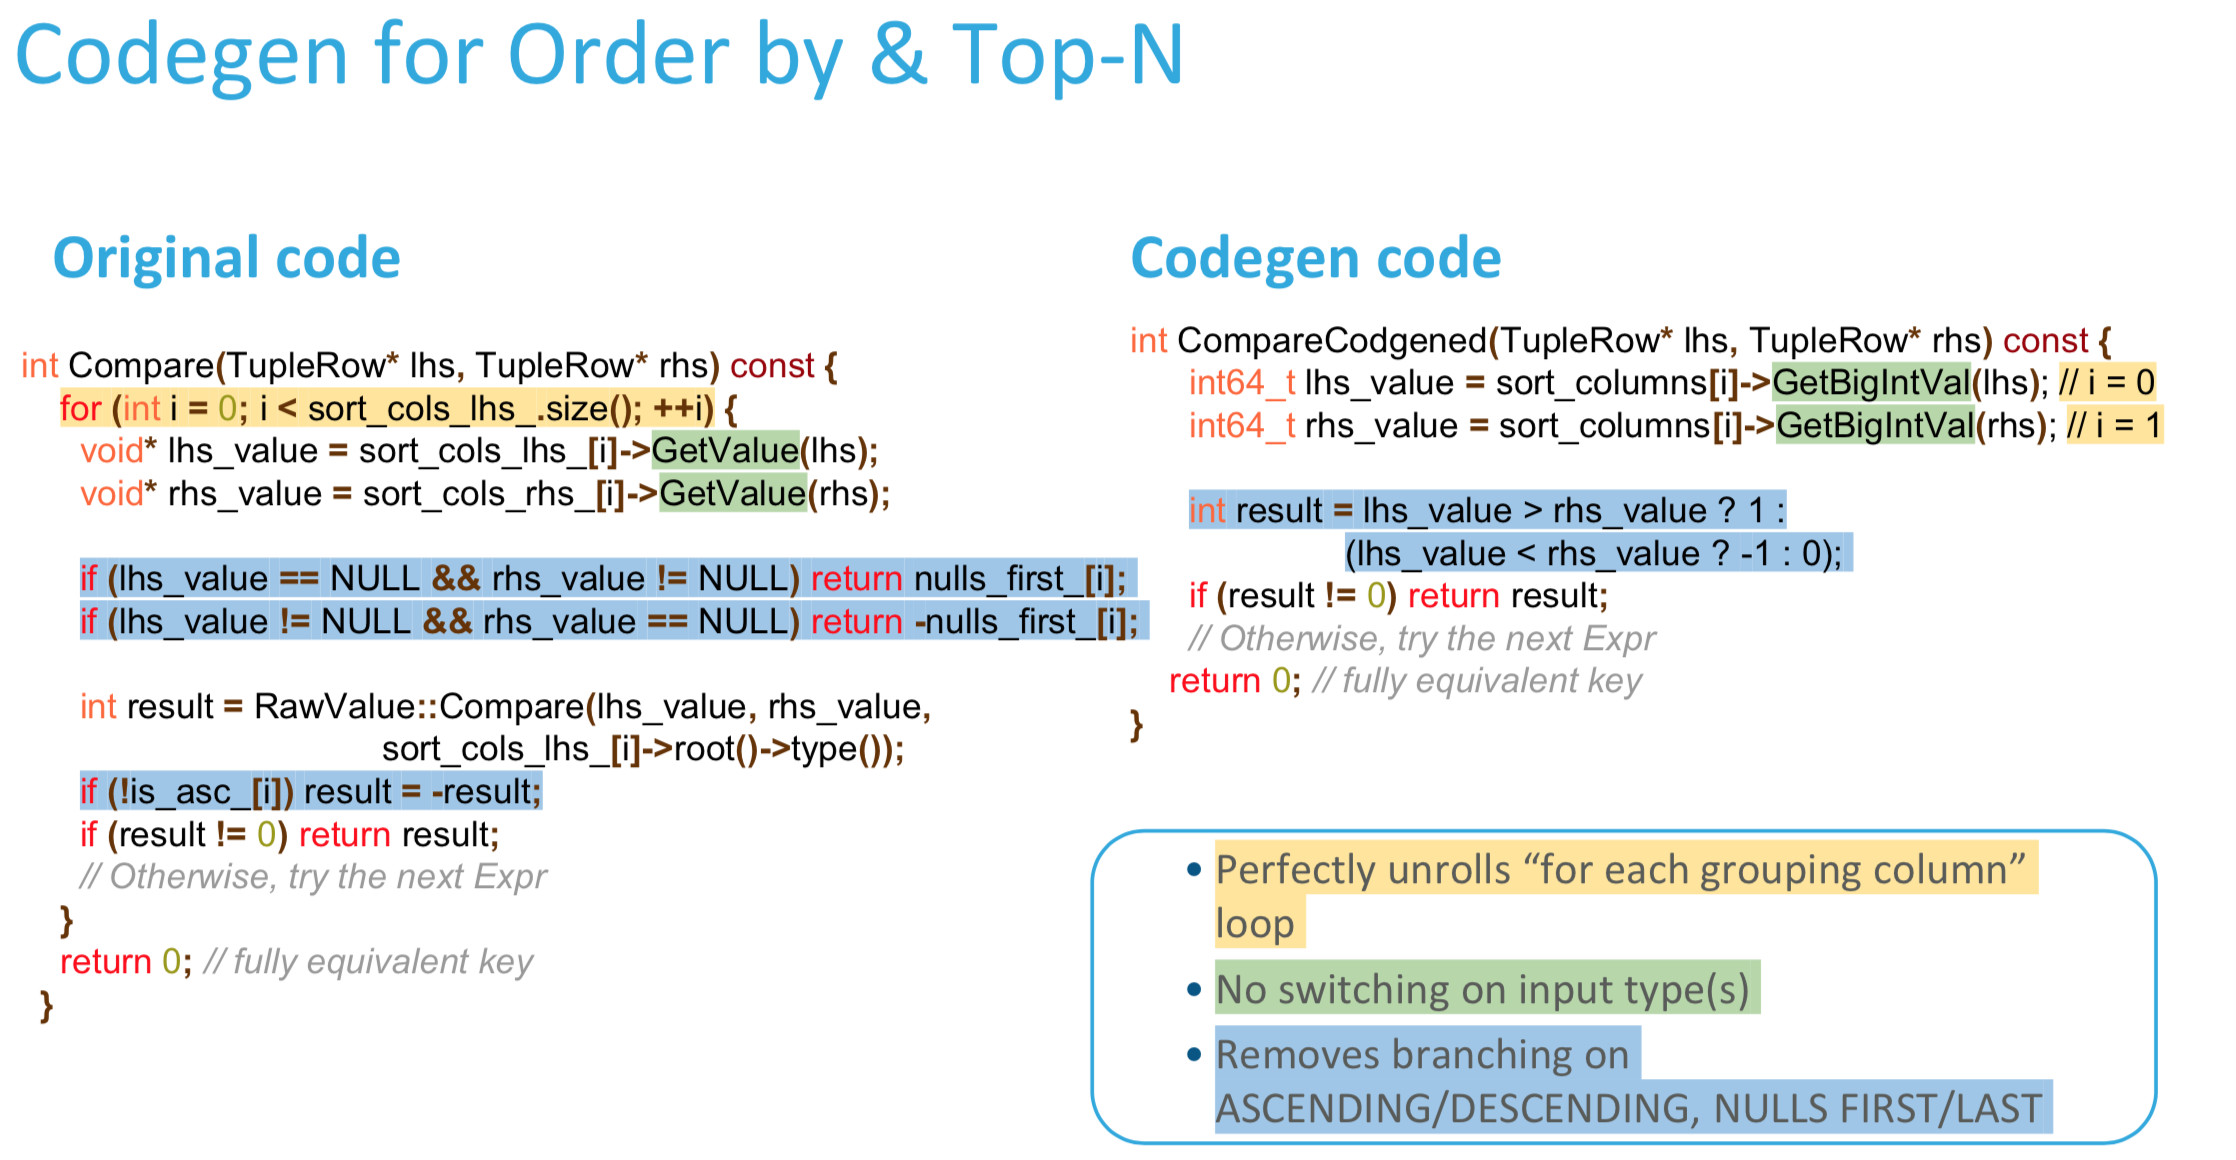 Codegen for Order by & Top-N
Original code
int Compare(TupleRow* lhs, TupleRow* rhs) const {
for (int i = 0; i < sort_cols_lhs_.size(); ++i) {
void* lhs_value = sort_cols_lhs_[i]->GetValue(lhs);
void* rhs_value = sort_cols_rhs_[i]->GetValue(rhs);
if (lhs_value == NULL && rhs_value != NULL) return nulls_first_[i];
if (lhs_value != NULL && rhs_value == NULL) return -nulls_first_[i];
int result = RawValue::Compare(lhs_value, rhs_value,
sort_cols_lhs_[i]->root()->type());
if (!is_asc_[i]) result = -result;
if (result != 0) return result;
// Otherwise, try the next Expr
}
return 0; // fully equivalent key
}
Codegen code
int CompareCodgened(TupleRow* lhs, TupleRow* rhs) const {
int64_t lhs_value = sort_columns[i]->GetBigIntVal(lhs); // i = 0
int64_t rhs_value = sort_columns[i]->GetBigIntVal(rhs); // i = 1
int result = lhs_value > rhs_value ? 1 :
(lhs_value < rhs_value ? -1 : 0);
if (result != 0) return result;
// Otherwise, try the next Expr
return 0; // fully equivalent key
}
• Perfectly unrolls “for each grouping column”
loop
• No switching on input type(s)
• Removes branching on
ASCENDING/DESCENDING, NULLS FIRST/LAST